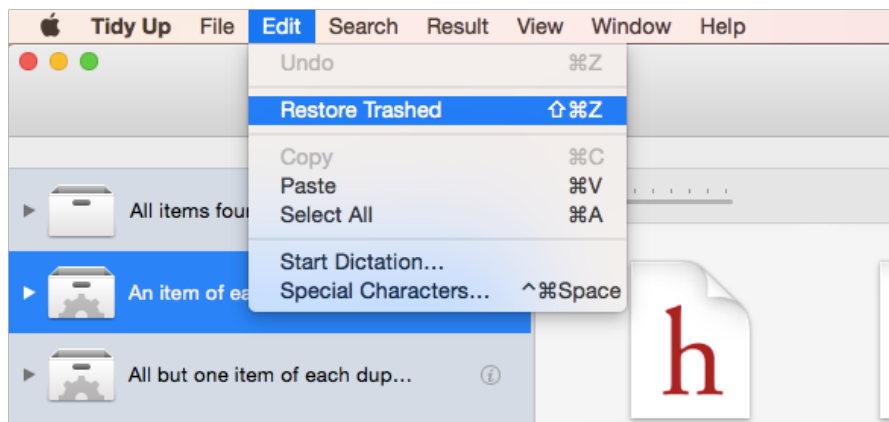 Tidy Up File Edit Search Result View Window Help
Undo ⌘Z
Restore Trashed ⇧⌘Z
Copy ⌘C
Paste ⌘V
Select All ⌘A
Start Dictation...
Special Characters... ^⌘Space
All items fou
An item of ea
All but one item of each dup...
h